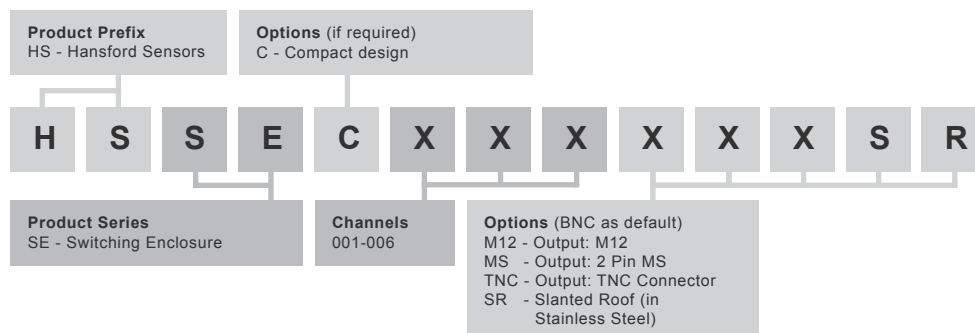 Product Prefix
HS - Hansford Sensors
Options (if required)
C - Compact design
H S S E C X X X X X X S R
Product Series
SE - Switching Enclosure
Channels
001-006
Options (BNC as default)
M12 - Output: M12
MS - Output: 2 Pin MS
TNC - Output: TNC Connector
SR - Slanted Roof (in
Stainless Steel)